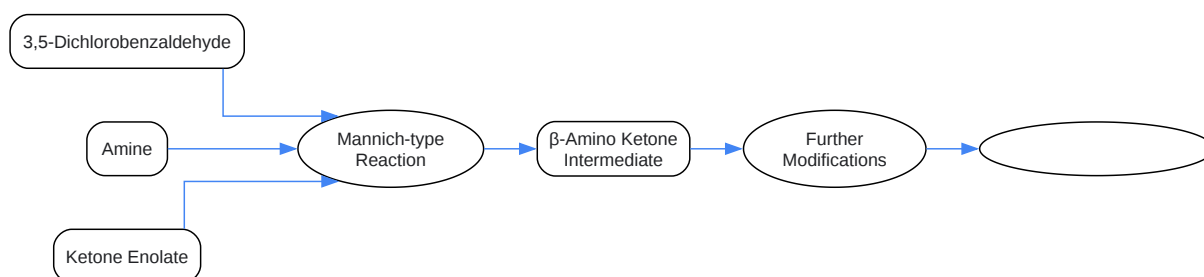 3,5-Dichlorobenzaldehyde
Amine
Ketone Enolate
Mannich-type
Reaction
β-Amino Ketone
Intermediate
Further
Modifications